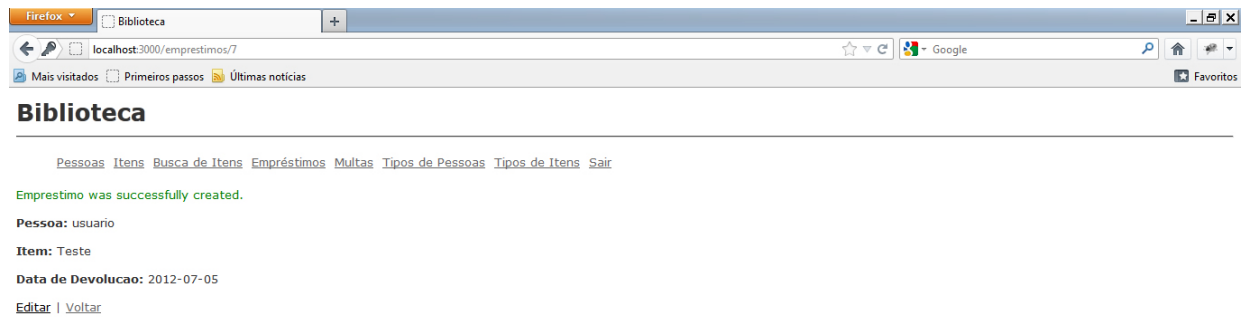 Firefox
Biblioteca
localhost:3000/emprestimos/7
Google
Mais visitados Primeiros passos Últimas notícias Favoritos
Biblioteca
Pessoas Itens Busca de Itens Empréstimos Multas Tipos de Pessoas Tipos de Itens Sair
Emprestimo was successfully created.
Pessoa: usuario
Item: Teste
Data de Devolucao: 2012-07-05
Editar | Voltar